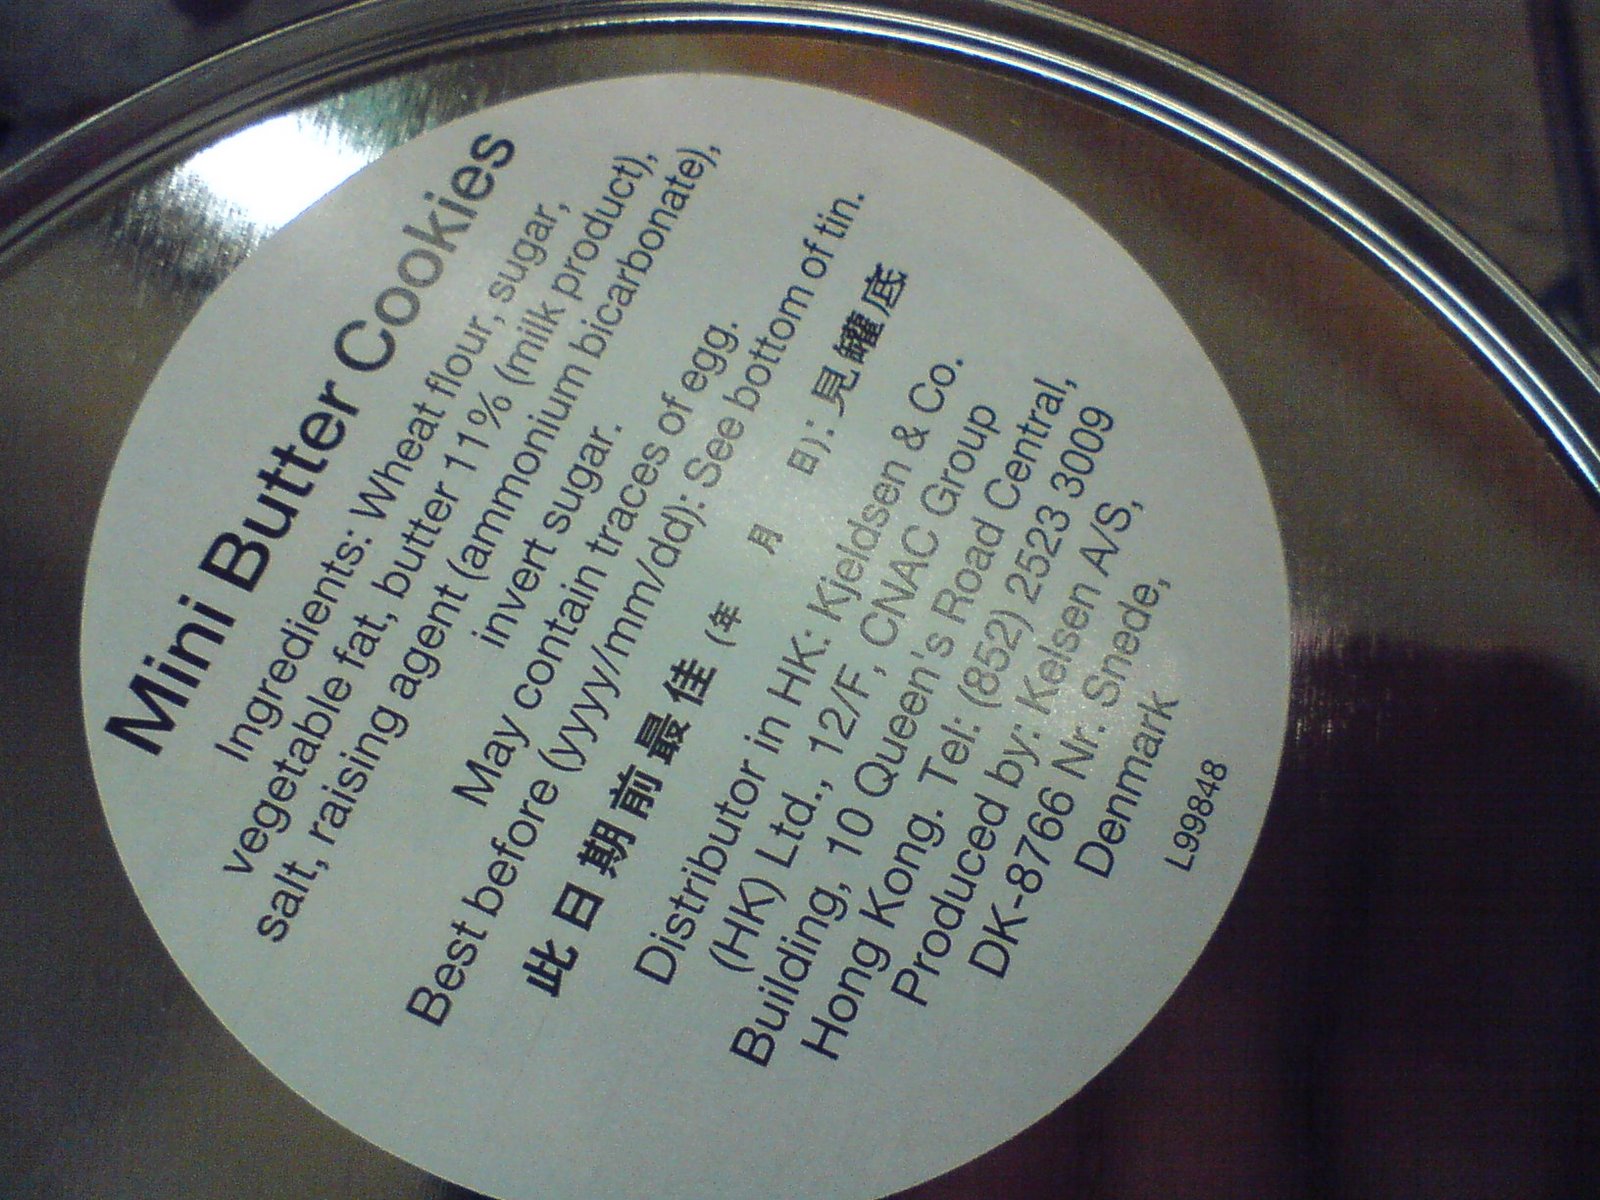 Mini Butter Cookies
Ingredients: Wheat flour, sugar,
vegetable fat, butter 11% (milk product),
salt, raising agent (ammonium bicarbonate),
invert sugar.
May contain traces of egg.
Best before (yyyy/mm/dd): See bottom of tin.
此日期前最佳 (年 月 日): 見罐底
Distributor in HK: Kjeldsen & Co.
(HK) Ltd., 12/F, CNAC Group
Building, 10 Queen's Road Central,
Hong Kong. Tel: (852) 2523 3009
Produced by: Kelsen A/S,
DK-8766 Nr. Snede,
Denmark
L99848